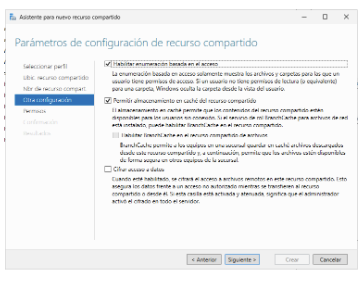 Asistente para nuevo recurso compartido
Parámetros de configuración de recurso compartido
Seleccionar perfil
Ubic. recurso compartido
Nbr de recurso compart
Otra configuración
Permisos
Confirmación
Resultados
Habilitar enumeración basada en el acceso
La enumeración basada en acceso solamente muestra los archivos y carpetas para los que un
usuario tiene permisos de acceso. Si un usuario no tiene permisos de lectura (o equivalente)
para una carpeta, Windows oculta la carpeta desde la vista del usuario.
Permitir almacenamiento en caché del recurso compartido
El almacenamiento en caché permite que los contenidos del recurso compartido estén
disponibles para los usuarios sin conexión. Si el servicio de rol BranchCache para archivos de red
está instalado, puede habilitar BranchCache en el recurso compartido.
Habilitar BranchCache en el recurso compartido de archivos
BranchCache permite a los equipos en una sucursal guardar en caché archivos descargados
desde este recurso compartido y, a continuación, permite que los archivos estén disponibles
de forma segura en otros equipos de la sucursal.
Cifrar acceso a datos
Cuando esté habilitado, se cifrará el acceso a archivos remotos en este recurso compartido. Esto
asegura los datos frente a un acceso no autorizado mientras se transfieren al recurso
compartido o desde él. Si esta casilla está activada y atenuada, significa que el administrador
activó el cifrado en todo el servidor.
< Anterior
Siguiente >
Crear
Cancelar